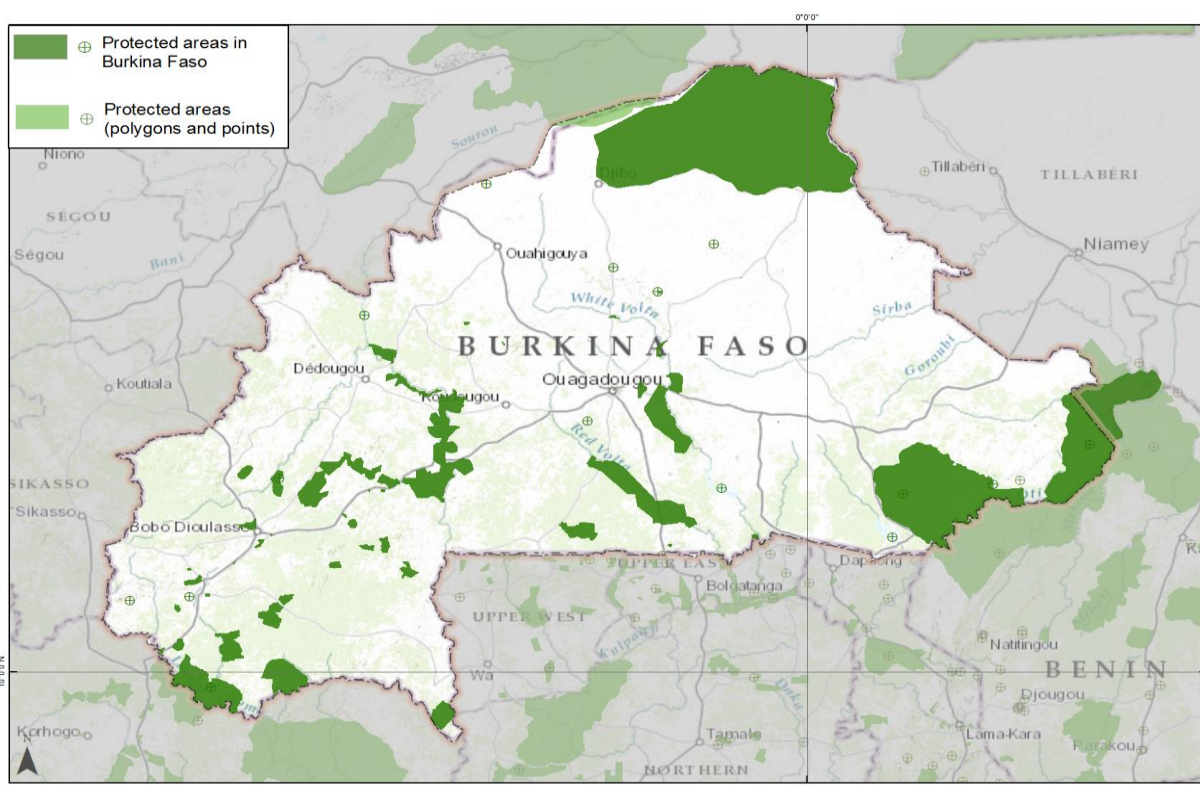 0°0'0"
Protected areas in
Burkina Faso
Protected areas
(polygons and points)
Niono
Sourou
Djibo
Tillabéri
TILLABÉRI
SÉGOU
Ségou
Bani
Ouahigouya
Niamey
White Volta
Sirba
BURKINA FASO
Goroubi
Dédougou
Ouagadougou
Koutiala
Koudougou
Red Volta
SIKASSO
Sikasso
Bobo Dioulasso
UPPER EAST
Dapaong
Bolgatanga
UPPER WEST
Kulpawn
Natitingou
BENIN
Wa
Daka
Djougou
Korhogo
N
Tamale
Lama-Kara
Parakou
NORTHERN